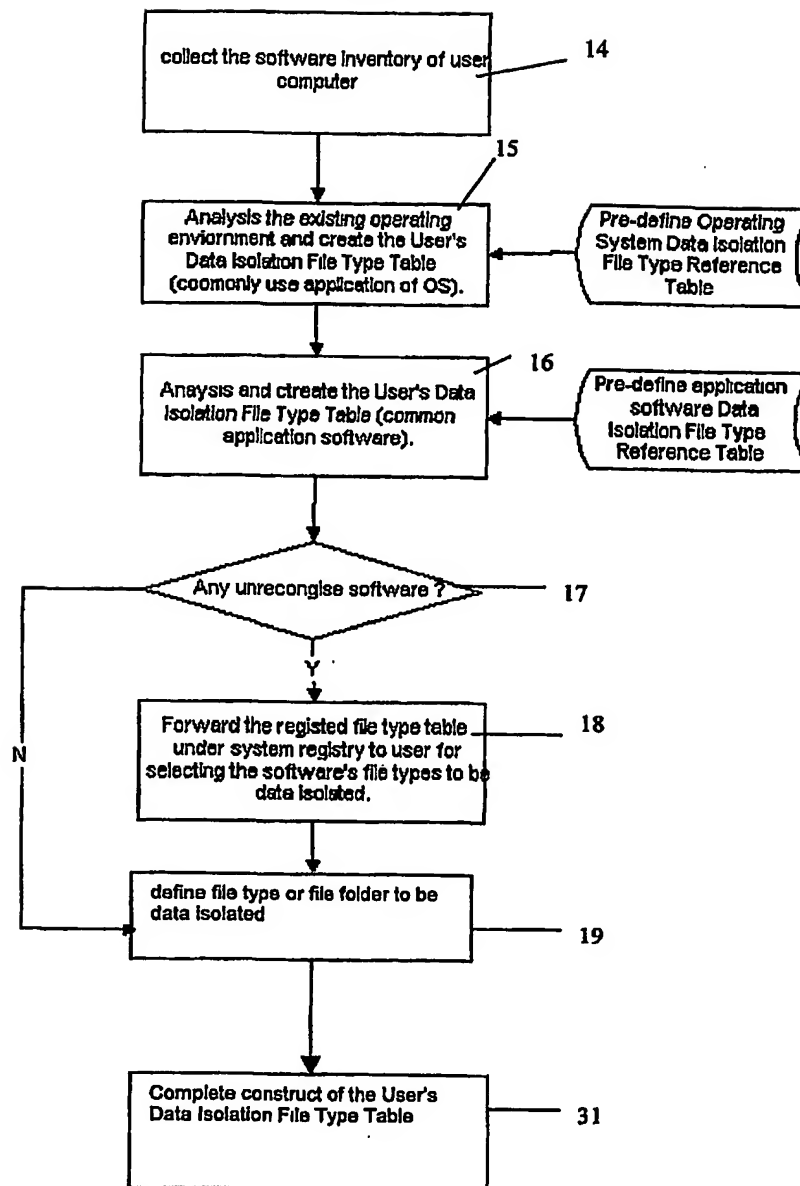 collect the software inventory of user
computer
14
15
Analysis the existing operating
enviornment and create the User's
Data Isolation File Type Table
(coomonly use application of OS).
Pre-define Operating
System Data Isolation
File Type Reference
Table
16
Anaysis and ctreate the User's Data
Isolation File Type Table (common
application software).
Pre-define application
software Data
Isolation File Type
Reference Table
Any unrecongise software ?
17
Y
N
Forward the registed file type table
under system registry to user for
selecting the software's file types to be
data isolated.
18
define file type or file folder to be
data isolated
19
Complete construct of the User's
Data Isolation File Type Table
31